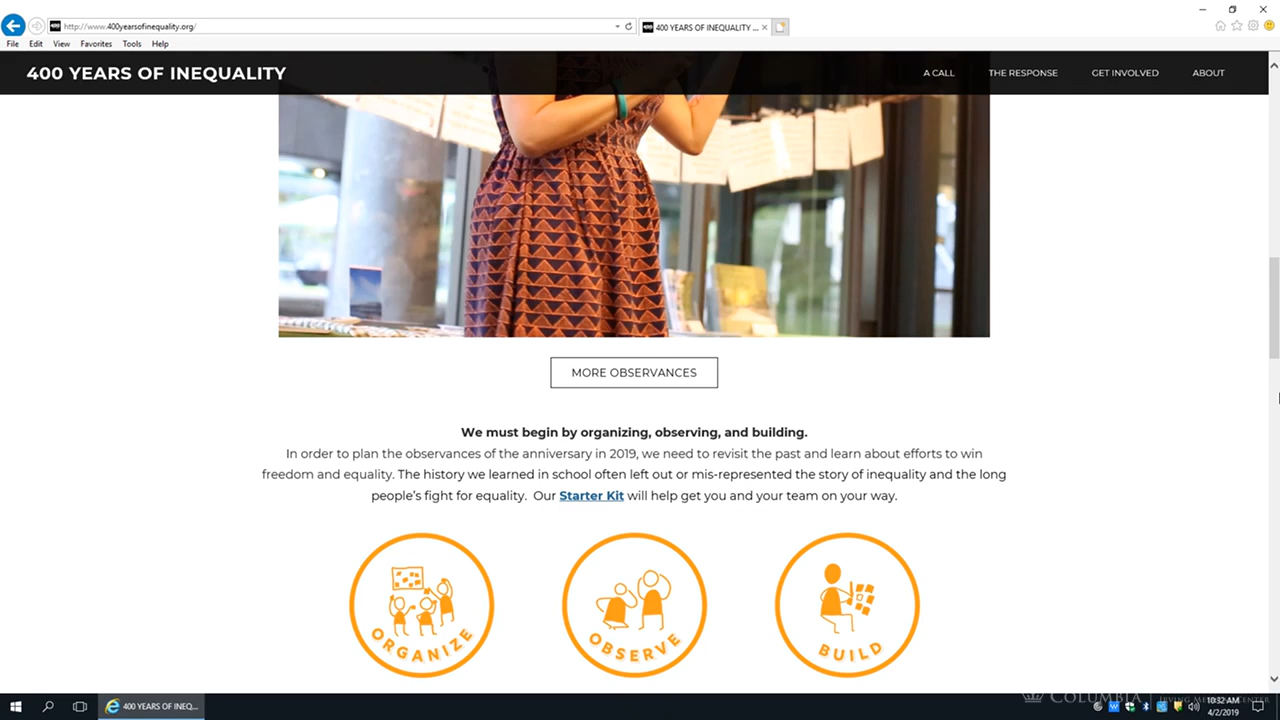 http://www.400yearsofinequality.org/
400 YEARS OF INEQUALITY ...
File Edit View Favorites Tools Help
400 YEARS OF INEQUALITY
A CALL THE RESPONSE GET INVOLVED ABOUT
MORE OBSERVANCES
We must begin by organizing, observing, and building.
In order to plan the observances of the anniversary in 2019, we need to revisit the past and learn about efforts to win
freedom and equality. The history we learned in school often left out or mis-represented the story of inequality and the long
people's fight for equality. Our Starter Kit will help get you and your team on your way.
ORGANIZE
OBSERVE
BUILD
400 YEARS OF INEQ...
COLUMBIA
10:32 AM
4/2/2019